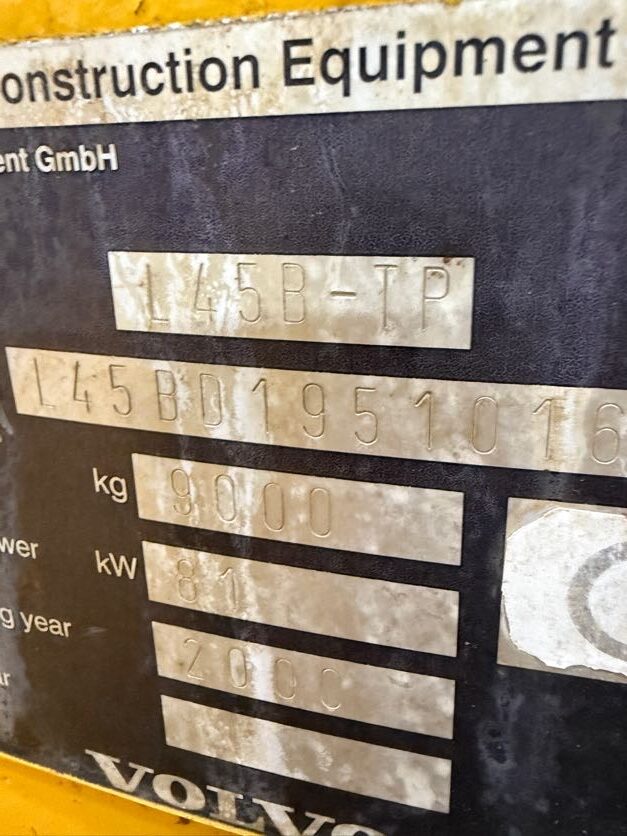 onstruction Equipment
ent GmbH
L45B-TP
L45BD1951016
kg 9000
wer kW 81
g year 2000
r
VOLVO